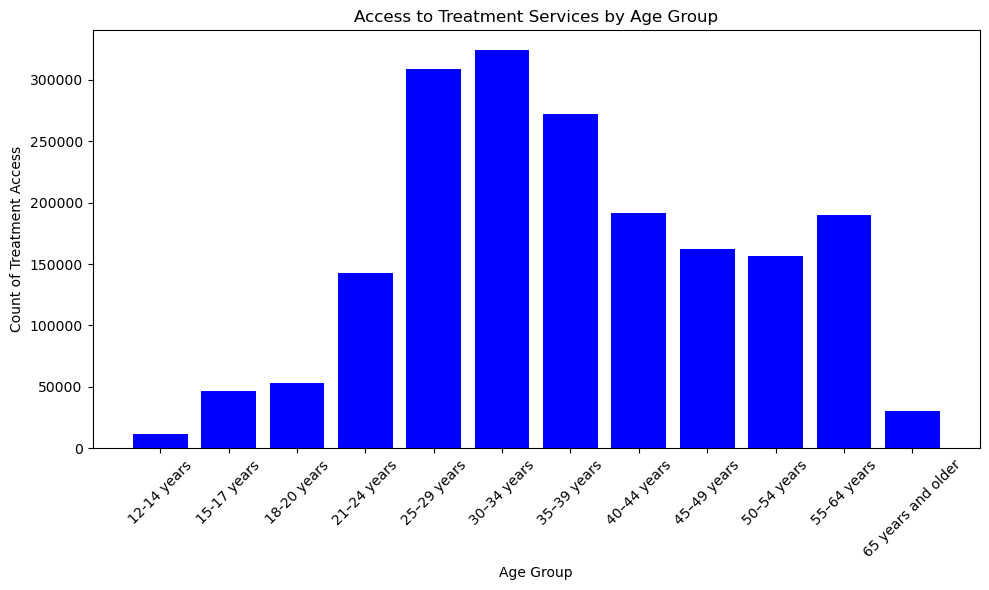 Access to Treatment Services by Age Group
Count of Treatment Access
300000
250000
200000
150000
100000
50000
0
12-14 years
15-17 years
18-20 years
21–24 years
25–29 years
30–34 years
35–39 years
40–44 years
45–49 years
50–54 years
55–64 years
65 years and older
Age Group